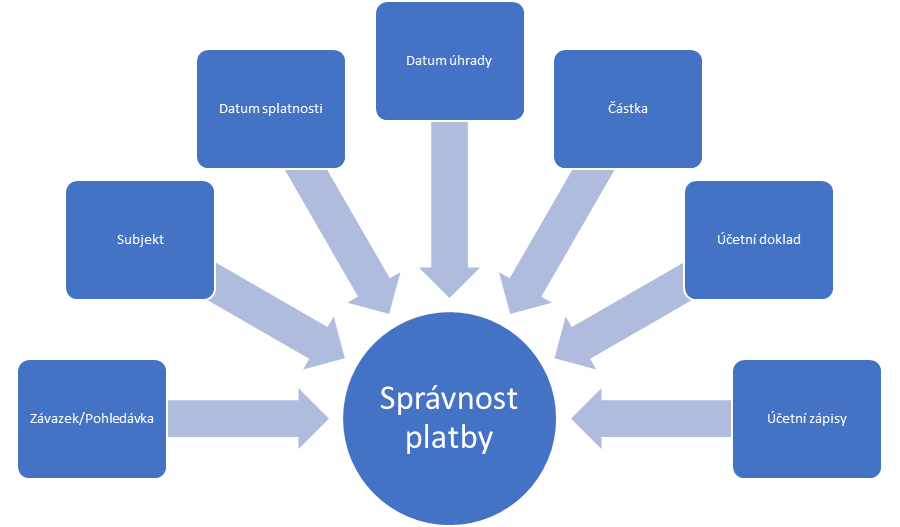 Datum úhrady
Datum splatnosti
Částka
Subjekt
Účetní doklad
Závazek/Pohledávka
Správnost
platby
Účetní zápisy